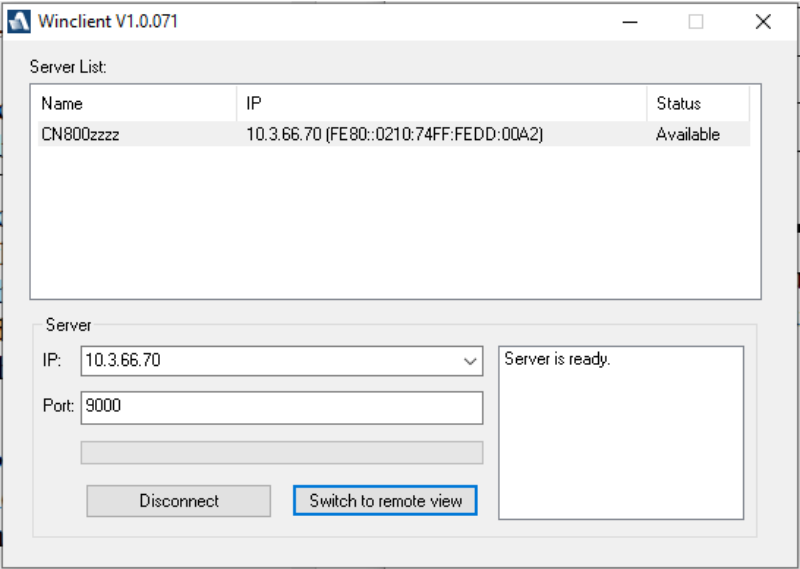 Winclient V1.0.071
Server List:
Name IP Status
CN800zzzz 10.3.66.70 (FE80::0210:74FF:FEDD:00A2) Available
Server
IP: 10.3.66.70
Server is ready.
Port: 9000
Disconnect Switch to remote view